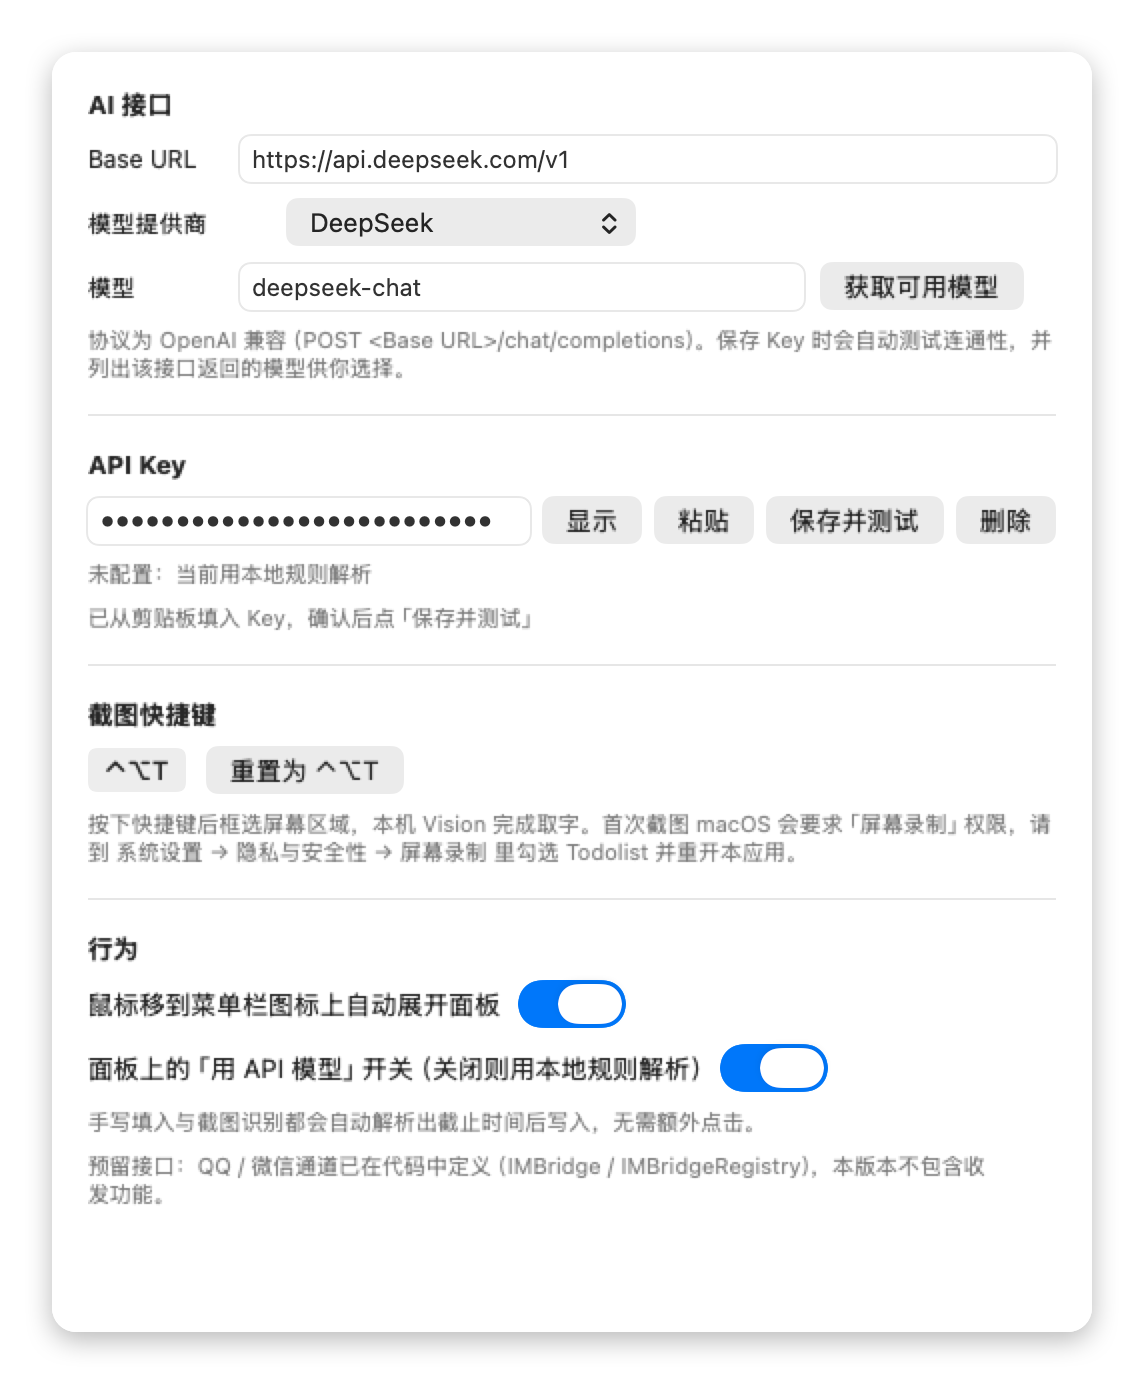 AI 接口
Base URL https://api.deepseek.com/v1
模型提供商 DeepSeek
模型 deepseek-chat 获取可用模型
协议为 OpenAI 兼容（POST <Base URL>/chat/completions）。保存 Key 时会自动测试连通性，并
列出该接口返回的模型供你选择。
API Key
•••••••••••••••••••••••••• 显示 粘贴 保存并测试 删除
未配置：当前用本地规则解析
已从剪贴板填入 Key，确认后点「保存并测试」
截图快捷键
⌃⌥T 重置为 ⌃⌥T
按下快捷键后框选屏幕区域，本机 Vision 完成取字。首次截图 macOS 会要求「屏幕录制」权限，请
到 系统设置 → 隐私与安全性 → 屏幕录制 里勾选 Todolist 并重开本应用。
行为
鼠标移到菜单栏图标上自动展开面板
面板上的「用 API 模型」开关（关闭则用本地规则解析）
手写填入与截图识别都会自动解析出截止时间后写入，无需额外点击。
预留接口：QQ / 微信通道已在代码中定义（IMBridge / IMBridgeRegistry），本版本不包含收
发功能。